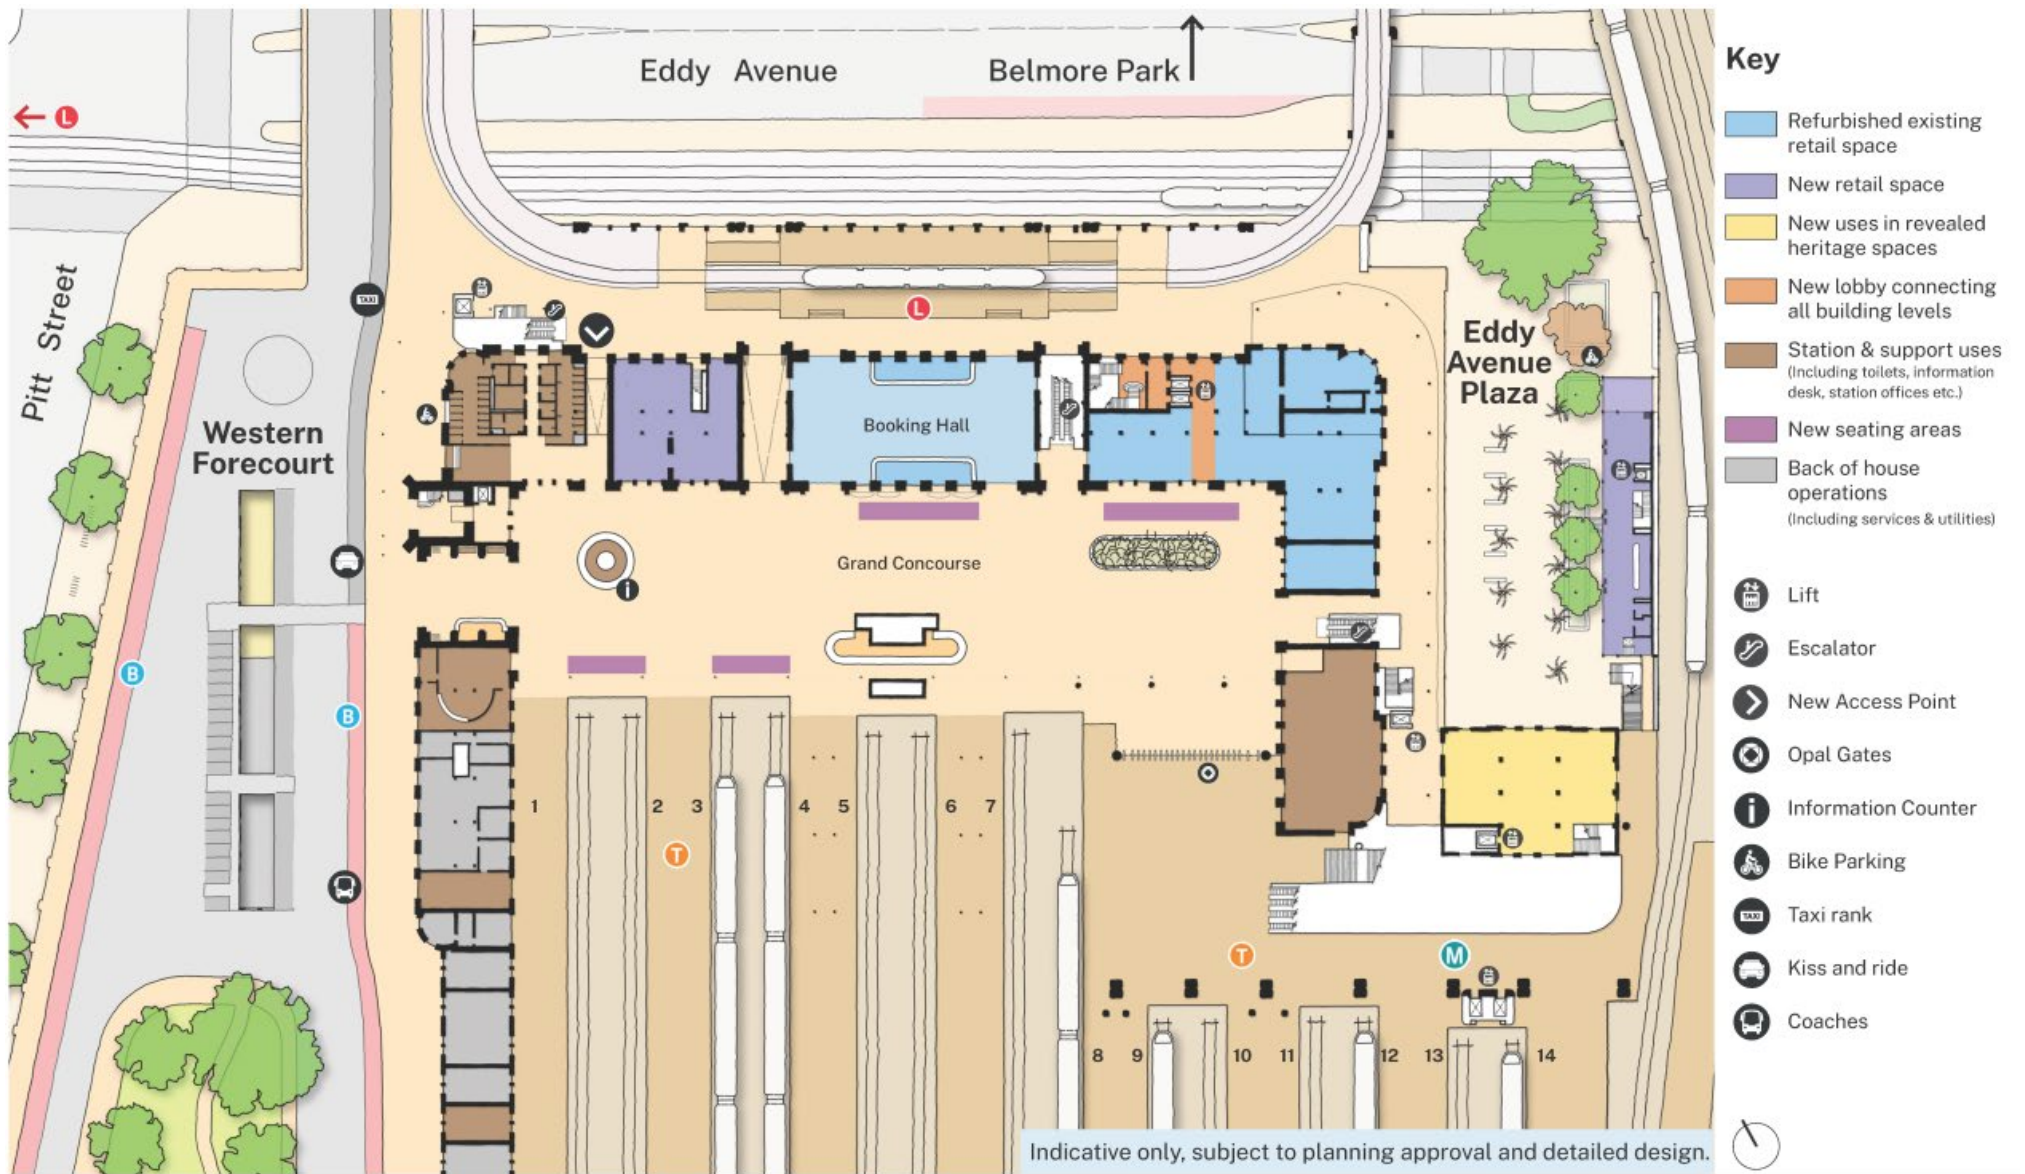 Eddy Avenue
Belmore Park
L
Pitt Street
TAXI
L
Western
Forecourt
Booking Hall
Eddy
Avenue
Plaza
Grand Concourse
i
B
B
1
2
3
4
5
6
7
T
T
M
8
9
10
11
12
13
14
Indicative only, subject to planning approval and detailed design.
Key
Refurbished existing
retail space
New retail space
New uses in revealed
heritage spaces
New lobby connecting
all building levels
Station & support uses
(Including toilets, information
desk, station offices etc.)
New seating areas
Back of house
operations
(Including services & utilities)
Lift
Escalator
New Access Point
Opal Gates
i Information Counter
Bike Parking
TAXI Taxi rank
Kiss and ride
Coaches